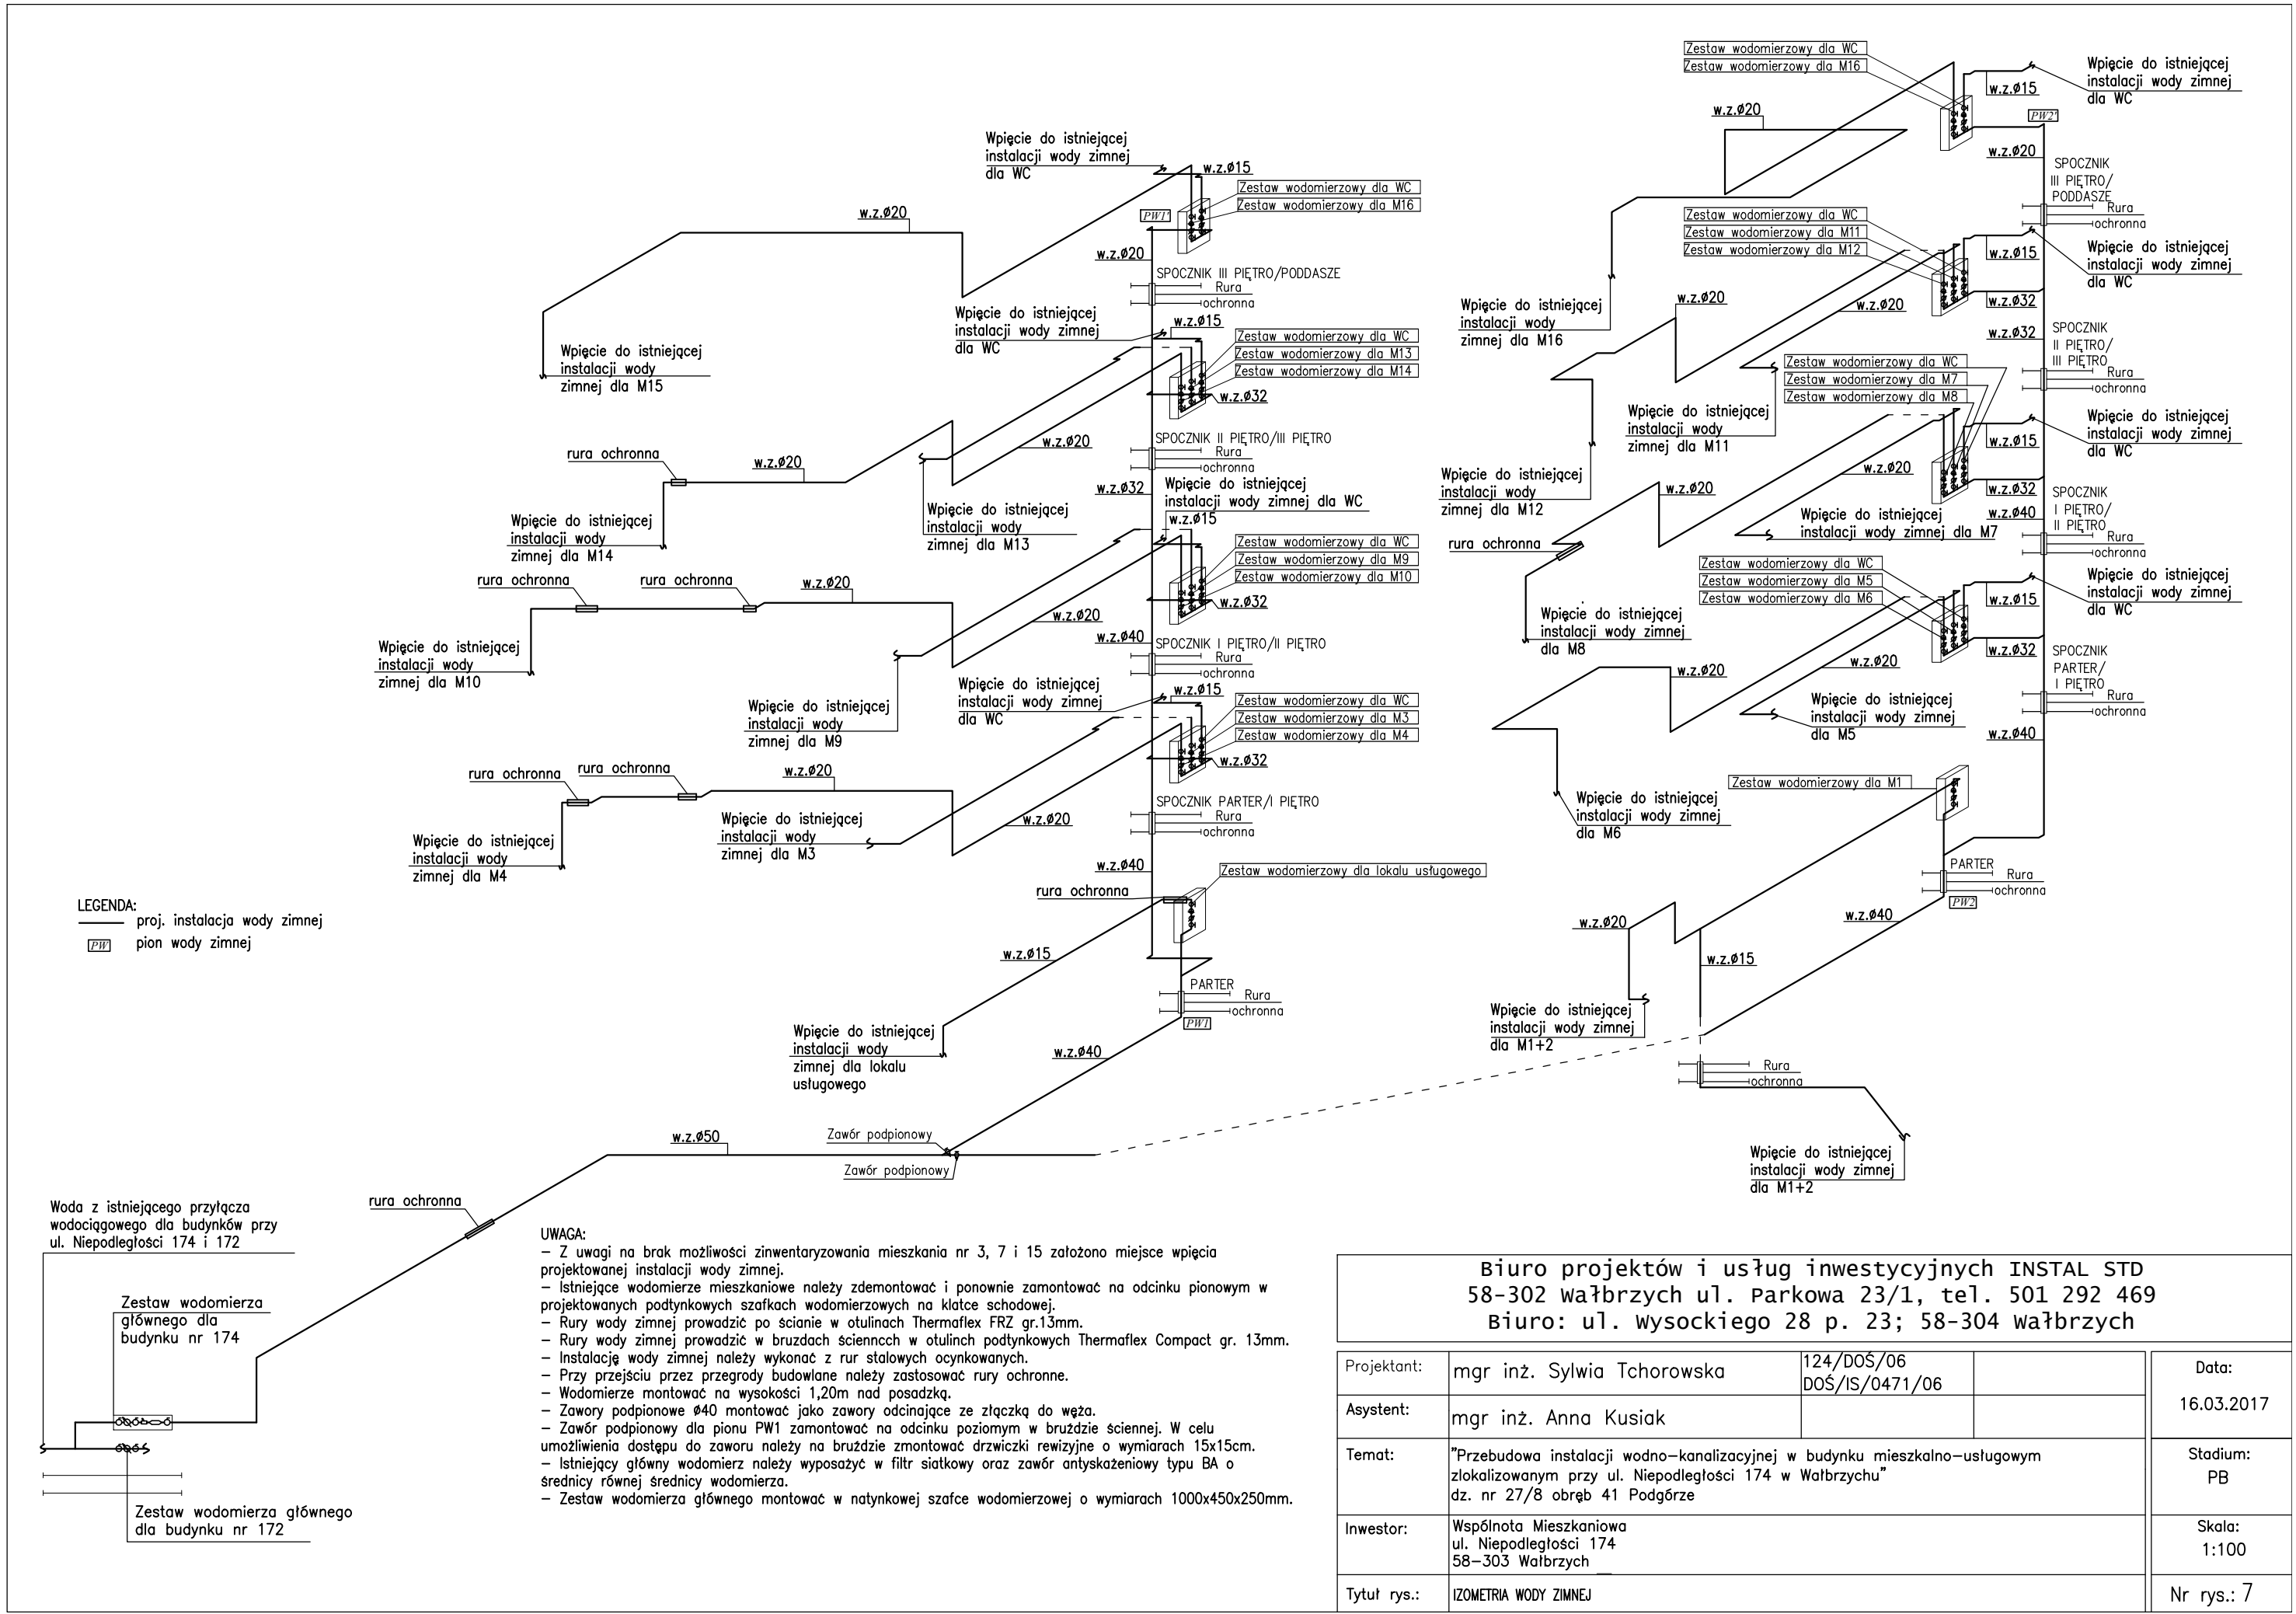 Wpięcie do istniejącej
instalacji wody zimnej
dla WC
w.z.Ø15
Zestaw wodomierzowy dla WC
Zestaw wodomierzowy dla M16
PW1'
w.z.Ø20
w.z.Ø20
SPOCZNIK III PIĘTRO/PODDASZE
Rura
ochronna
Wpięcie do istniejącej
instalacji wody
zimnej dla M15
Wpięcie do istniejącej
instalacji wody zimnej
dla WC
w.z.Ø15
Zestaw wodomierzowy dla WC
Zestaw wodomierzowy dla M13
Zestaw wodomierzowy dla M14
w.z.Ø32
w.z.Ø20
SPOCZNIK II PIĘTRO/III PIĘTRO
Rura
ochronna
rura ochronna
w.z.Ø20
w.z.Ø32
Wpięcie do istniejącej
instalacji wody zimnej dla WC
w.z.Ø15
Wpięcie do istniejącej
instalacji wody
zimnej dla M14
Wpięcie do istniejącej
instalacji wody
zimnej dla M13
Zestaw wodomierzowy dla WC
Zestaw wodomierzowy dla M9
Zestaw wodomierzowy dla M10
w.z.Ø32
rura ochronna
rura ochronna
w.z.Ø20
w.z.Ø20
w.z.Ø40
SPOCZNIK I PIĘTRO/II PIĘTRO
Rura
ochronna
Wpięcie do istniejącej
instalacji wody
zimnej dla M10
Wpięcie do istniejącej
instalacji wody
zimnej dla M9
Wpięcie do istniejącej
instalacji wody zimnej
dla WC
w.z.Ø15
Zestaw wodomierzowy dla WC
Zestaw wodomierzowy dla M3
Zestaw wodomierzowy dla M4
w.z.Ø32
rura ochronna
rura ochronna
w.z.Ø20
w.z.Ø20
SPOCZNIK PARTER/I PIĘTRO
Rura
ochronna
Wpięcie do istniejącej
instalacji wody
zimnej dla M4
Wpięcie do istniejącej
instalacji wody
zimnej dla M3
w.z.Ø40
Zestaw wodomierzowy dla lokalu usługowego
rura ochronna
w.z.Ø15
PARTER
Rura
ochronna
PW1
Wpięcie do istniejącej
instalacji wody
zimnej dla lokalu
usługowego
w.z.Ø40
LEGENDA:
proj. instalacja wody zimnej
PW
pion wody zimnej
w.z.Ø50
Zawór podpionowy
Zawór podpionowy
rura ochronna
Woda z istniejącego przyłącza
wodociągowego dla budynków przy
ul. Niepodległości 174 i 172
Zestaw wodomierza
głównego dla
budynku nr 174
Zestaw wodomierza głównego
dla budynku nr 172
Zestaw wodomierzowy dla WC
Zestaw wodomierzowy dla M16
Wpięcie do istniejącej
instalacji wody zimnej
dla WC
w.z.Ø15
w.z.Ø20
PW2'
w.z.Ø20
SPOCZNIK
III PIĘTRO/
PODDASZE
Rura
ochronna
Zestaw wodomierzowy dla WC
Zestaw wodomierzowy dla M11
Zestaw wodomierzowy dla M12
w.z.Ø15
Wpięcie do istniejącej
instalacji wody zimnej
dla WC
w.z.Ø32
w.z.Ø20
w.z.Ø20
Wpięcie do istniejącej
instalacji wody
zimnej dla M16
w.z.Ø32
SPOCZNIK
II PIĘTRO/
III PIĘTRO
Rura
ochronna
Zestaw wodomierzowy dla WC
Zestaw wodomierzowy dla M7
Zestaw wodomierzowy dla M8
Wpięcie do istniejącej
instalacji wody
zimnej dla M11
w.z.Ø15
Wpięcie do istniejącej
instalacji wody zimnej
dla WC
Wpięcie do istniejącej
instalacji wody
zimnej dla M12
w.z.Ø20
w.z.Ø20
w.z.Ø32
w.z.Ø40
SPOCZNIK
I PIĘTRO/
II PIĘTRO
Rura
ochronna
Wpięcie do istniejącej
instalacji wody zimnej dla M7
rura ochronna
Zestaw wodomierzowy dla WC
Zestaw wodomierzowy dla M5
Zestaw wodomierzowy dla M6
w.z.Ø15
Wpięcie do istniejącej
instalacji wody zimnej
dla WC
Wpięcie do istniejącej
instalacji wody zimnej
dla M8
w.z.Ø20
w.z.Ø20
w.z.Ø32
SPOCZNIK
PARTER/
I PIĘTRO
Rura
ochronna
Wpięcie do istniejącej
instalacji wody zimnej
dla M5
w.z.Ø40
Zestaw wodomierzowy dla M1
Wpięcie do istniejącej
instalacji wody zimnej
dla M6
PARTER
Rura
ochronna
PW2
w.z.Ø20
w.z.Ø40
w.z.Ø15
Wpięcie do istniejącej
instalacji wody zimnej
dla M1+2
Rura
ochronna
Wpięcie do istniejącej
instalacji wody zimnej
dla M1+2
UWAGA:
– Z uwagi na brak możliwości zinwentaryzowania mieszkania nr 3, 7 i 15 założono miejsce wpięcia
projektowanej instalacji wody zimnej.
– Istniejące wodomierze mieszkaniowe należy zdemontować i ponownie zamontować na odcinku pionowym w
projektowanych podtynkowych szafkach wodomierzowych na klatce schodowej.
– Rury wody zimnej prowadzić po ścianie w otulinach Thermaflex FRZ gr.13mm.
– Rury wody zimnej prowadzić w bruzdach ścienncch w otulinch podtynkowych Thermaflex Compact gr. 13mm.
– Instalację wody zimnej należy wykonać z rur stalowych ocynkowanych.
– Przy przejściu przez przegrody budowlane należy zastosować rury ochronne.
– Wodomierze montować na wysokości 1,20m nad posadzką.
– Zawory podpionowe Ø40 montować jako zawory odcinające ze złączką do węża.
– Zawór podpionowy dla pionu PW1 zamontować na odcinku poziomym w bruździe ściennej. W celu
umożliwienia dostępu do zaworu należy na bruździe zmontować drzwiczki rewizyjne o wymiarach 15x15cm.
– Istniejący główny wodomierz należy wyposażyć w filtr siatkowy oraz zawór antyskażeniowy typu BA o
średnicy równej średnicy wodomierza.
– Zestaw wodomierza głównego montować w natynkowej szafce wodomierzowej o wymiarach 1000x450x250mm.
Biuro projektów i usług inwestycyjnych INSTAL STD
58-302 Wałbrzych ul. Parkowa 23/1, tel. 501 292 469
Biuro: ul. Wysockiego 28 p. 23; 58-304 Wałbrzych
Projektant:
mgr inż. Sylwia Tchorowska
124/DOŚ/06
DOŚ/IS/0471/06
Data:
16.03.2017
Asystent:
mgr inż. Anna Kusiak
Temat:
"Przebudowa instalacji wodno–kanalizacyjnej w budynku mieszkalno–usługowym
zlokalizowanym przy ul. Niepodległości 174 w Wałbrzychu"
dz. nr 27/8 obręb 41 Podgórze
Stadium:
PB
Inwestor:
Wspólnota Mieszkaniowa
ul. Niepodległości 174
58–303 Wałbrzych
Skala:
1:100
Tytuł rys.:
IZOMETRIA WODY ZIMNEJ
Nr rys.: 7